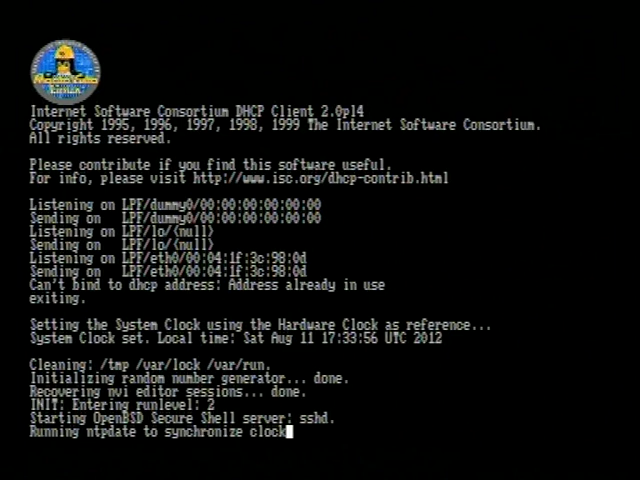 Internet Software Consortium DHCP Client 2.0pl4
Copyright 1995, 1996, 1997, 1998, 1999 The Internet Software Consortium.
All rights reserved.
Please contribute if you find this software useful.
For info, please visit http://www.isc.org/dhcp-contrib.html
Listening on LPF/dummy0/00:00:00:00:00:00
Sending on   LPF/dummy0/00:00:00:00:00:00
Listening on LPF/lo/(null)
Sending on   LPF/lo/(null)
Listening on LPF/eth0/00:04:1f:3c:98:0d
Sending on   LPF/eth0/00:04:1f:3c:98:0d
Can't bind to dhcp address: Address already in use
exiting.
Setting the System Clock using the Hardware Clock as reference...
System Clock set. Local time: Sat Aug 11 17:33:56 UTC 2012
Cleaning: /tmp /var/lock /var/run.
Initializing random number generator... done.
Recovering nvi editor sessions... done.
INIT: Entering runlevel: 2
Starting OpenBSD Secure Shell server: sshd.
Running ntpdate to synchronize clock